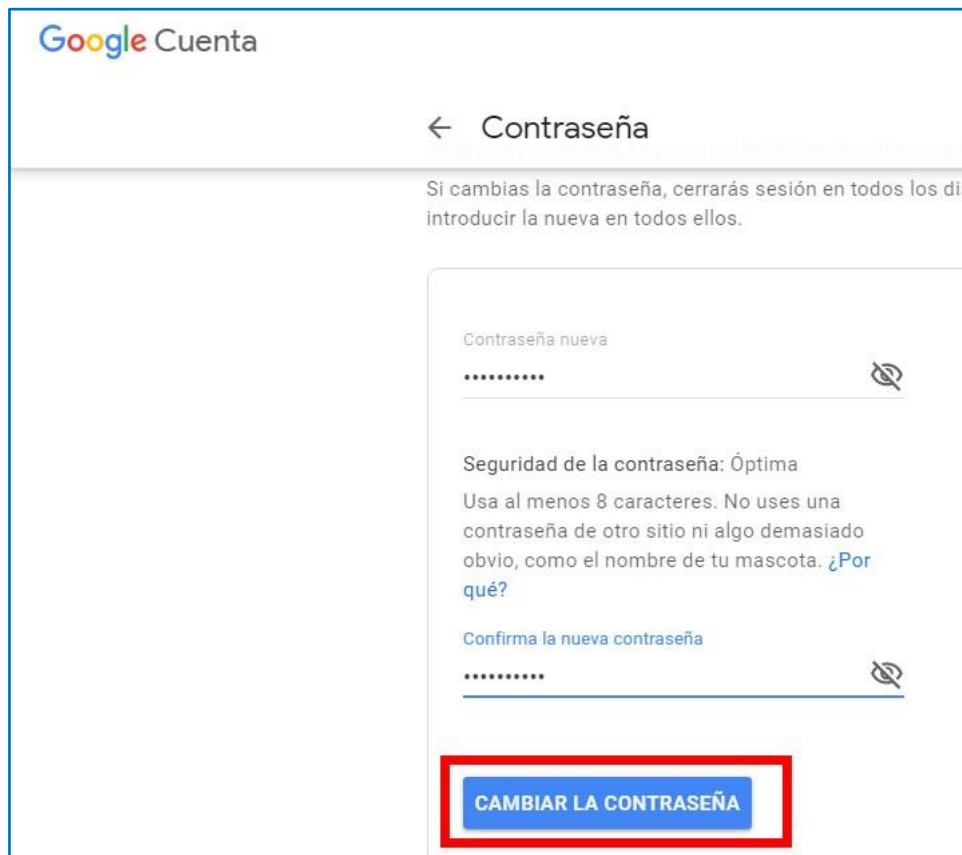 Google Cuenta
← Contraseña
Si cambias la contraseña, cerrarás sesión en todos los
introducir la nueva en todos ellos.
Contraseña nueva
••••••••••
Seguridad de la contraseña: Óptima
Usa al menos 8 caracteres. No uses una
contraseña de otro sitio ni algo demasiado
obvio, como el nombre de tu mascota. ¿Por
qué?
Confirma la nueva contraseña
••••••••••
CAMBIAR LA CONTRASEÑA